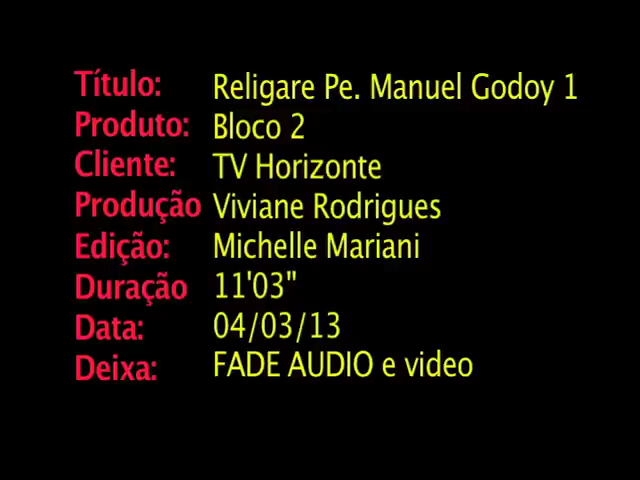 Título: Religare Pe. Manuel Godoy 1
Produto: Bloco 2
Cliente: TV Horizonte
Produção Viviane Rodrigues
Edição: Michelle Mariani
Duração 11'03"
Data: 04/03/13
Deixa: FADE AUDIO e video